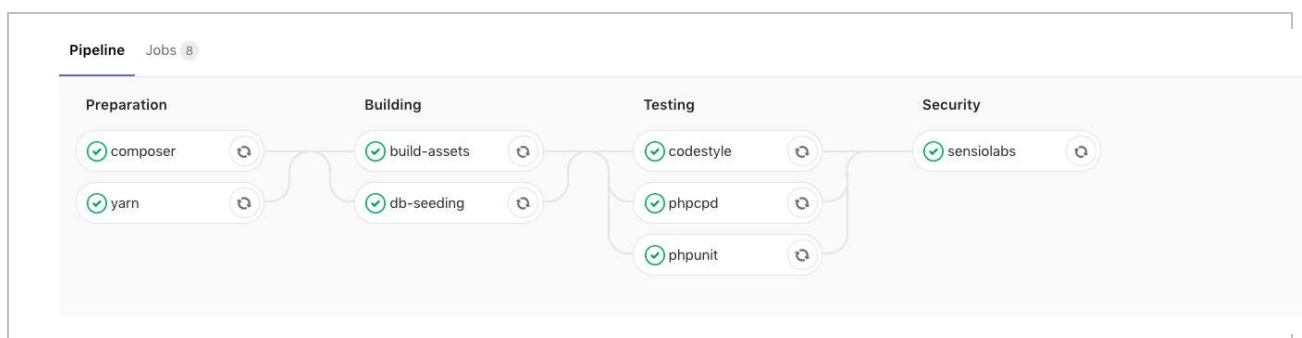 Pipeline Jobs 8
Preparation Building Testing Security
composer build-assets codestyle sensiolabs
yarn db-seeding phpcpd
phpunit